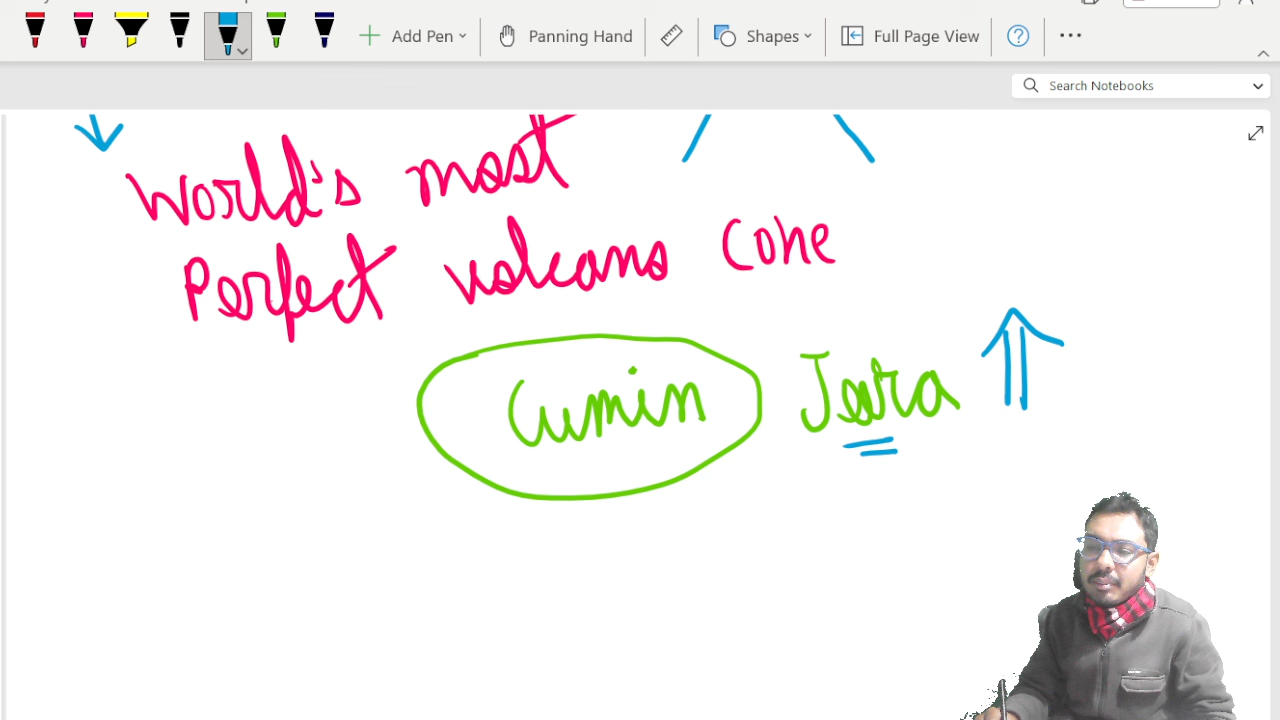 Add Pen
Panning Hand
Shapes
Full Page View
Search Notebooks
World's most
Perfect volcano Cone
Cumin Jeera